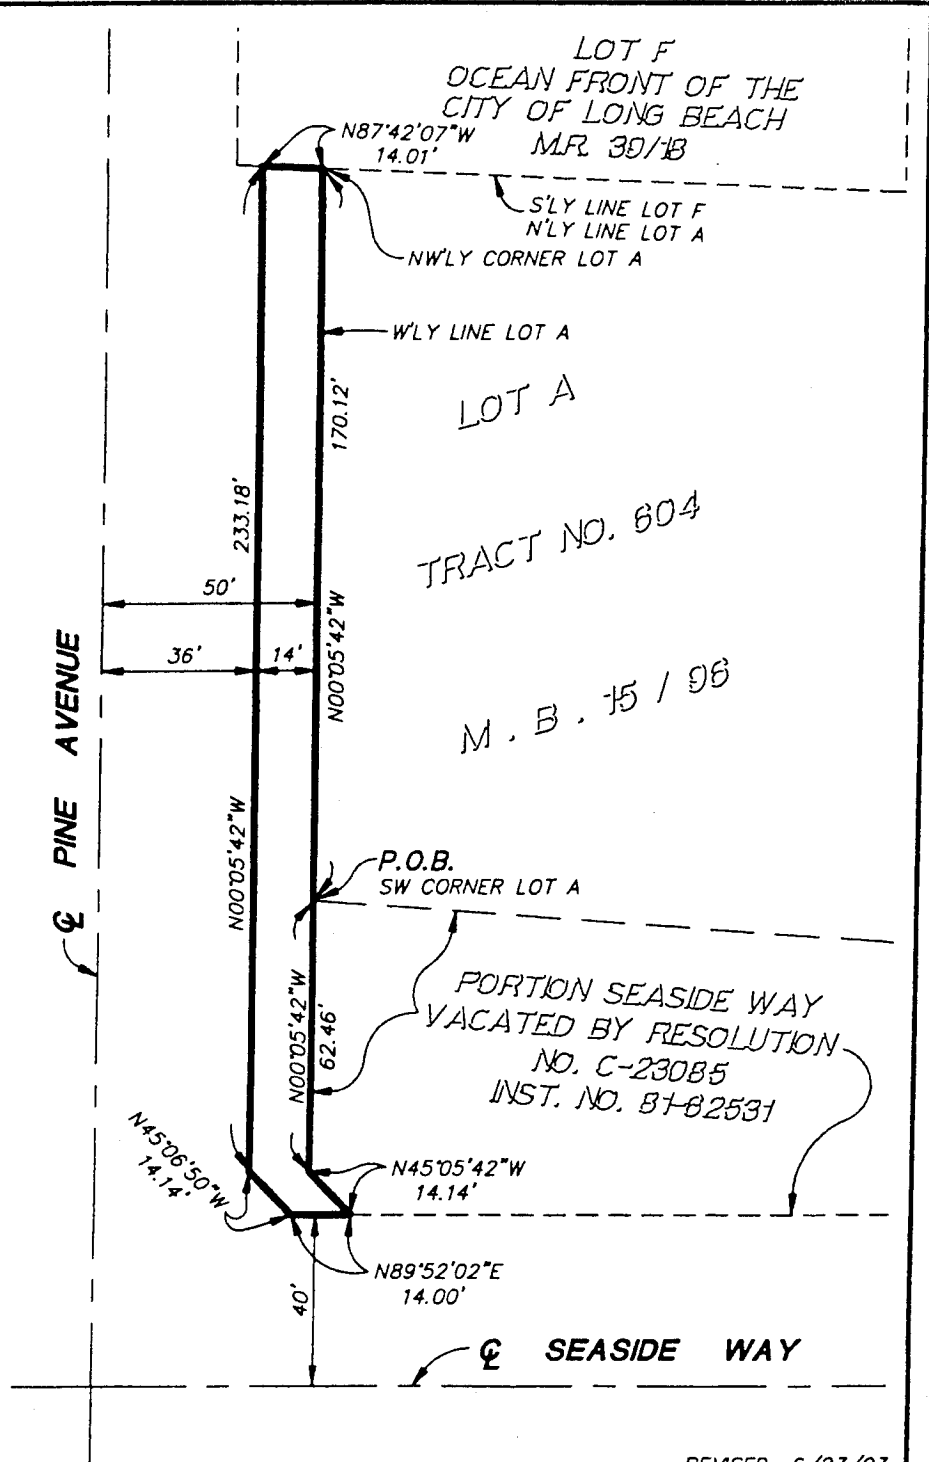 LOT F
OCEAN FRONT OF THE
CITY OF LONG BEACH
M.R. 39/18
N87°42'07"W
14.01'
S'LY LINE LOT F
N'LY LINE LOT A
NW'LY CORNER LOT A
W'LY LINE LOT A
170.12'
LOT A
233.18'
TRACT NO. 604
50'
36'
14'
N00°05'42"W
M . B . 15 / 96
PINE AVENUE
℄
N00°05'42"W
P.O.B.
SW CORNER LOT A
N00°05'42"W
62.46'
PORTION SEASIDE WAY
VACATED BY RESOLUTION
NO. C-23085
INST. NO. 81-62531
N45°06'50"W
14.14'
N45°05'42"W
14.14'
N89°52'02"E
14.00'
40'
℄ SEASIDE WAY